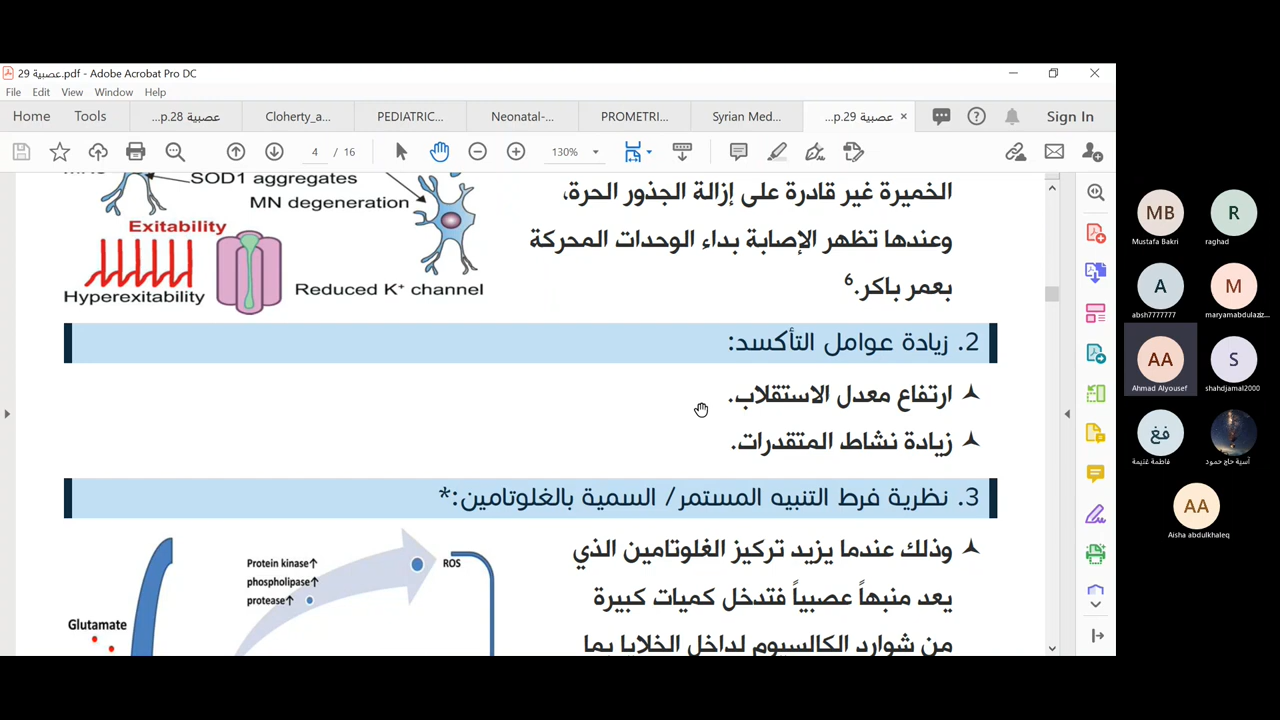 عصبية 29.pdf - Adobe Acrobat Pro DC
File Edit View Window Help
Home Tools
عصبية 28.p...
Cloherty_a...
PEDIATRIC...
Neonatal-...
PROMETRI...
Syrian Med...
عصبية 29.p... ×
Sign In
4 / 16
130%
SOD1 aggregates
MN degeneration
Exitability
Hyperexitability
Reduced K⁺ channel
الخميرة غير قادرة على إزالة الجذور الحرة،
وعندها تظهر الإصابة بداء الوحدات المحركة
بعمر باكر.⁶
2. زيادة عوامل التأكسد:
ارتفاع معدل الاستقلاب.
زيادة نشاط المتقدرات.
3. نظرية فرط التنبيه المستمر/ السمية بالغلوتامين:*
وذلك عندما يزيد تركيز الغلوتامين الذي
يعد منبهاً عصبياً فتدخل كميات كبيرة
من شوارد الكالسيوم لداخل الخلايا بما
Protein kinase↑
phospholipase↑
protease↑
ROS
Glutamate
MB
Mustafa Bakri
R
raghad
A
absh7777777
M
maryamabdulaziz...
AA
Ahmad Alyousef
S
shahdjamal2000
فغ
فاطمة غنيمة
آسية حاج حمود
AA
Aisha abdulkhaleq